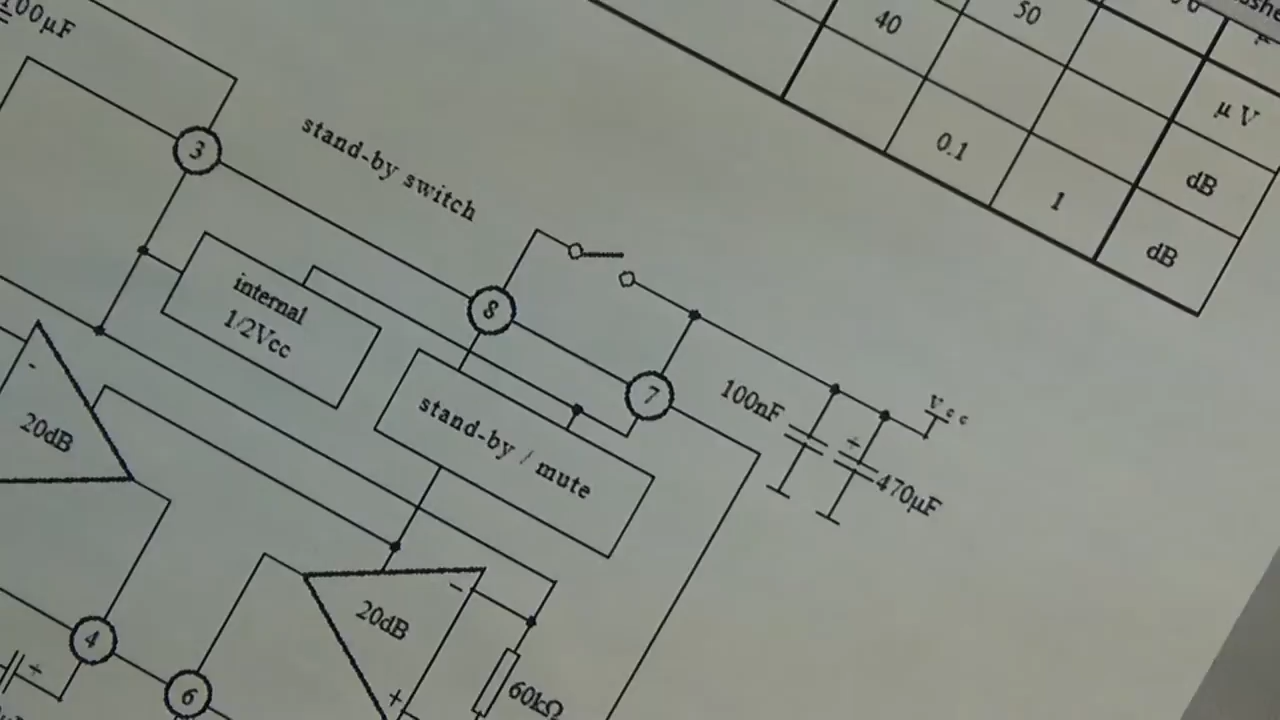 100µF
40
50
µV
0.1
dB
1
dB
3
stand-by switch
internal
1/2Vcc
8
7
100nF
Vcc
+
470µF
stand-by / mute
-
20dB
-
20dB
+
4
+
6
60kΩ